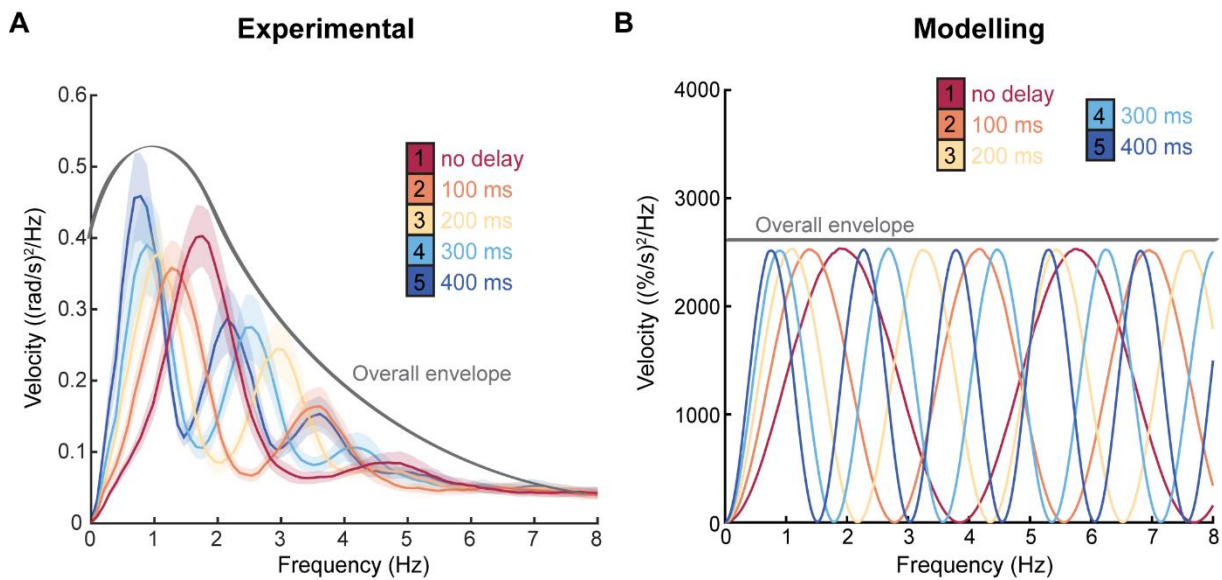 A
Experimental
Velocity ((rad/s)²/Hz)
0.6
0.5
0.4
0.3
0.2
0.1
0
1 no delay
2 100 ms
3 200 ms
4 300 ms
5 400 ms
Overall envelope
0 1 2 3 4 5 6 7 8
Frequency (Hz)
B
Modelling
Velocity ((%/s)²/Hz)
4000
3000
2000
1000
0
1 no delay
2 100 ms
3 200 ms
4 300 ms
5 400 ms
Overall envelope
0 1 2 3 4 5 6 7 8
Frequency (Hz)